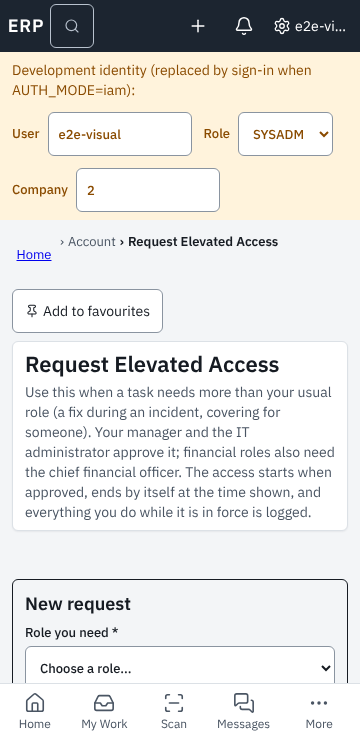 ERP
e2e-vi...
Development identity (replaced by sign-in when
AUTH_MODE=iam):
User
e2e-visual
Role
SYSADM
Company
2
Home › Account › Request Elevated Access
Add to favourites
Request Elevated Access
Use this when a task needs more than your usual
role (a fix during an incident, covering for
someone). Your manager and the IT
administrator approve it; financial roles also need
the chief financial officer. The access starts when
approved, ends by itself at the time shown, and
everything you do while it is in force is logged.
New request
Role you need *
Choose a role...
Home
My Work
Scan
Messages
More